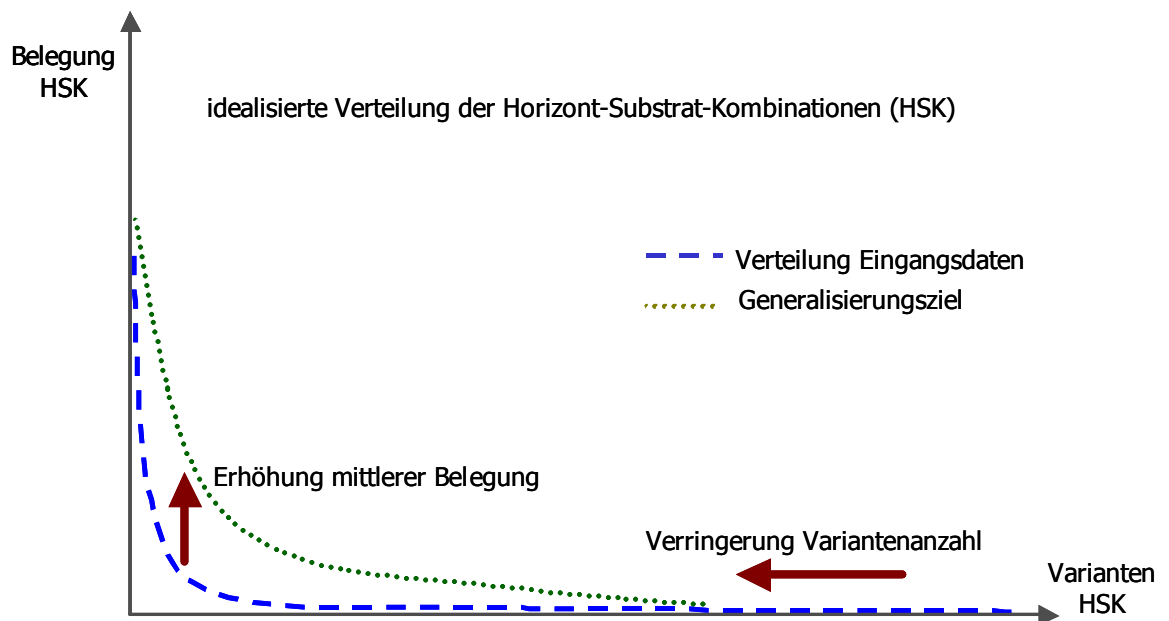 Belegung
HSK
idealisierte Verteilung der Horizont-Substrat-Kombinationen (HSK)
Verteilung Eingangsdaten
Generalisierungsziel
Erhöhung mittlerer Belegung
Verringerung Variantenanzahl
Varianten
HSK